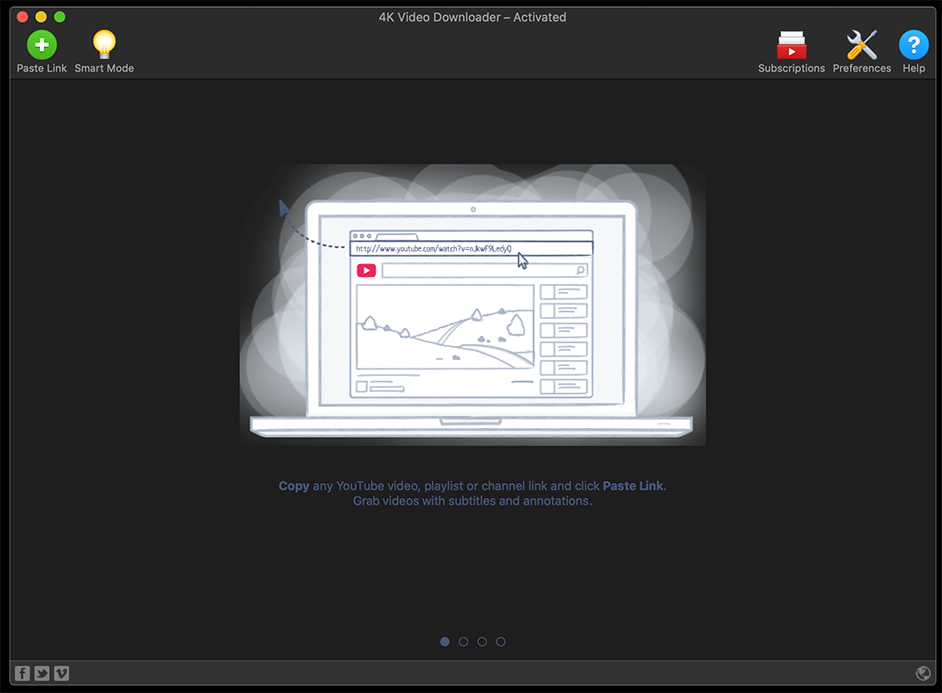 4K Video Downloader – Activated
Paste Link
Smart Mode
Subscriptions
Preferences
Help
http://www.youtube.com/watch?v=nJkwF9LedyQ
Copy any YouTube video, playlist or channel link and click Paste Link.
Grab videos with subtitles and annotations.